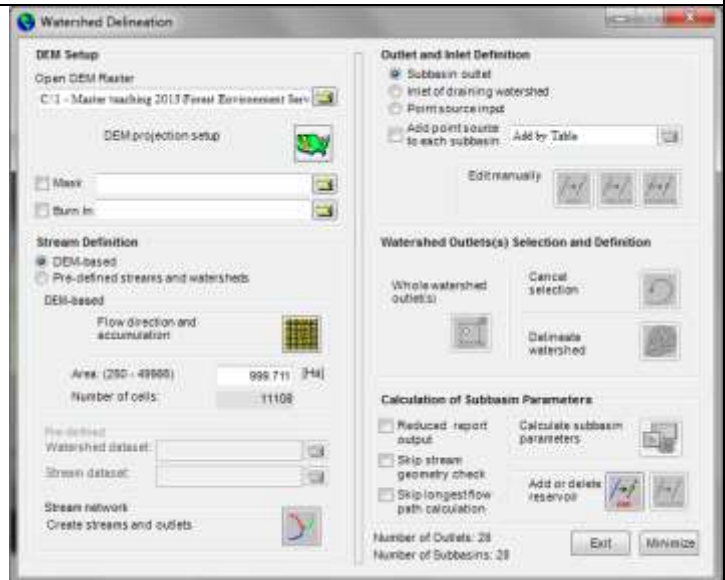 Watershed Delineation
DEM Setup
Open DEM Raster
C:\1 - Master teaching 2013 Forest Environment Serv
DEM projection setup
Mask
Burn In
Stream Definition
DEM-based
Pre-defined streams and watersheds
DEM-based
Flow direction and
accumulation
Area: (250 - 49986)
999.711 [Ha]
Number of cells:
11108
Pre-defined
Watershed dataset:
Stream dataset:
Stream network
Create streams and outlets
Outlet and Inlet Definition
Subbasin outlet
Inlet of draining
watershed
Point source input
Add point source
to each subbasin
Add by Table
Edit manually
Watershed Outlets(s) Selection and Definition
Whole watershed
outlet(s)
Cancel
selection
Delineate
watershed
Calculation of Subbasin Parameters
Reduced report
output
Skip stream
geometry check
Skip longest flow
path calculation
Calculate subbasin
parameters
Add or delete
reservoir
Number of Outlets: 28
Number of Subbasins: 28
Exit
Minimize